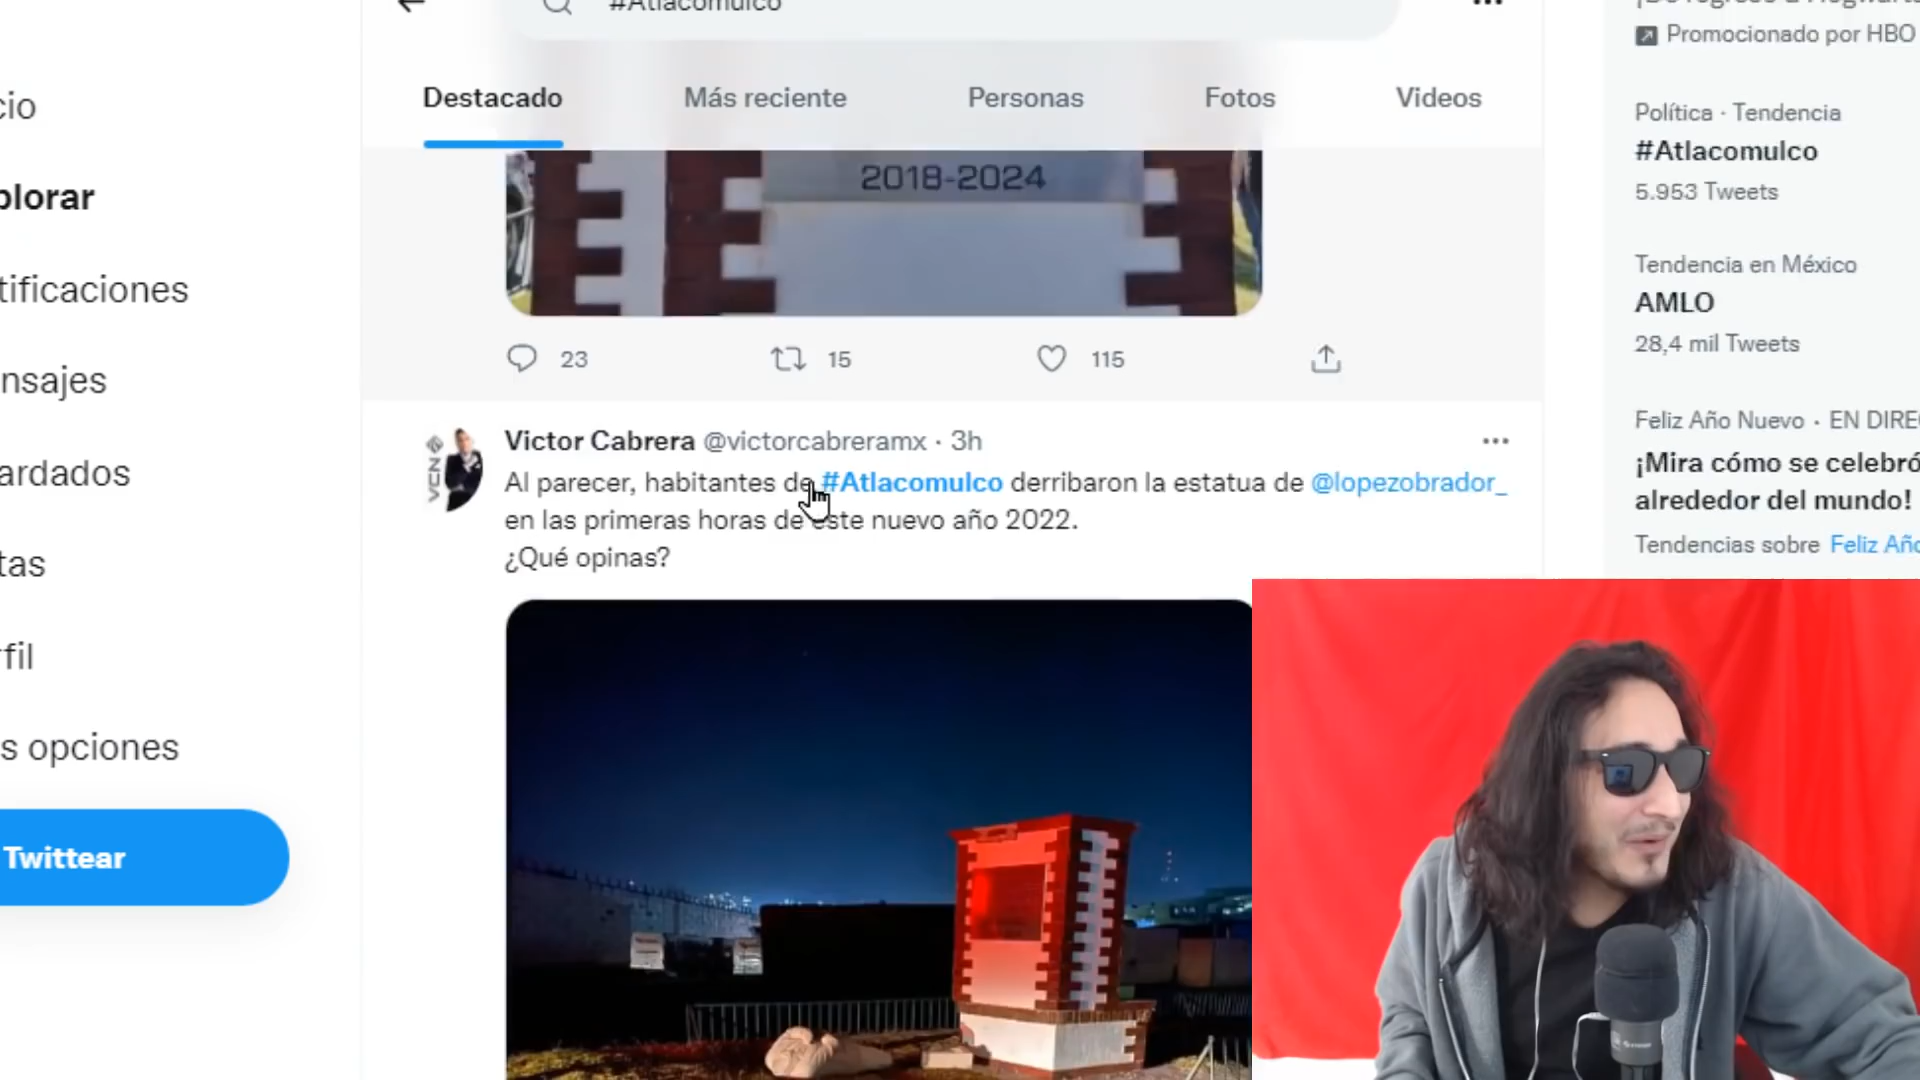 #Atlacomulco
Destacado
Más reciente
Personas
Fotos
Videos
2018-2024
23
15
115
Victor Cabrera @victorcabreramx · 3h
Al parecer, habitantes de #Atlacomulco derribaron la estatua de @lopezobrador_
en las primeras horas de este nuevo año 2022.
¿Qué opinas?
VCN
cio
plorar
tificaciones
nsajes
ardados
tas
rfil
s opciones
Twittear
Promocionado por HBO
Política · Tendencia
#Atlacomulco
5.953 Tweets
Tendencia en México
AMLO
28,4 mil Tweets
Feliz Año Nuevo · EN DIRE
¡Mira cómo se celebró
alrededor del mundo!
Tendencias sobre Feliz Año